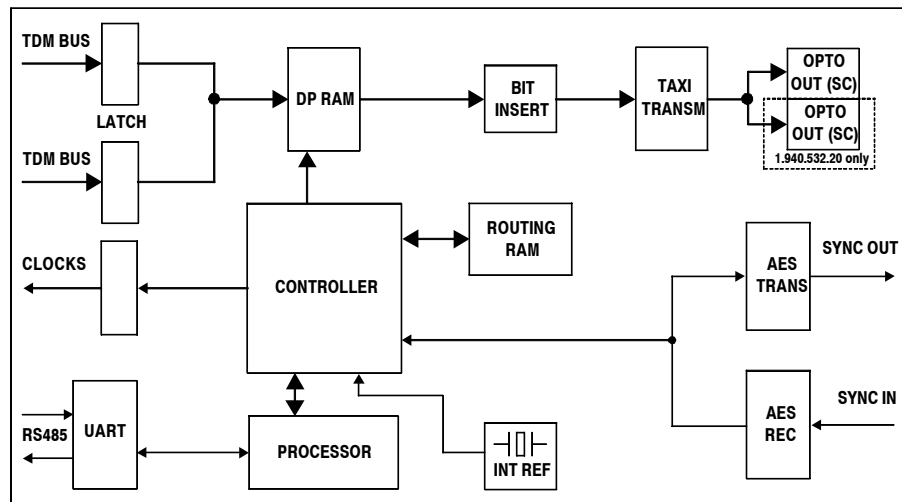 TDM BUS
LATCH
TDM BUS
DP RAM
BIT
INSERT
TAXI
TRANSM
OPTO
OUT (SC)
OPTO
OUT (SC)
1.940.532.20 only
CLOCKS
CONTROLLER
ROUTING
RAM
AES
TRANS
SYNC OUT
RS485
UART
PROCESSOR
INT REF
AES
REC
SYNC IN